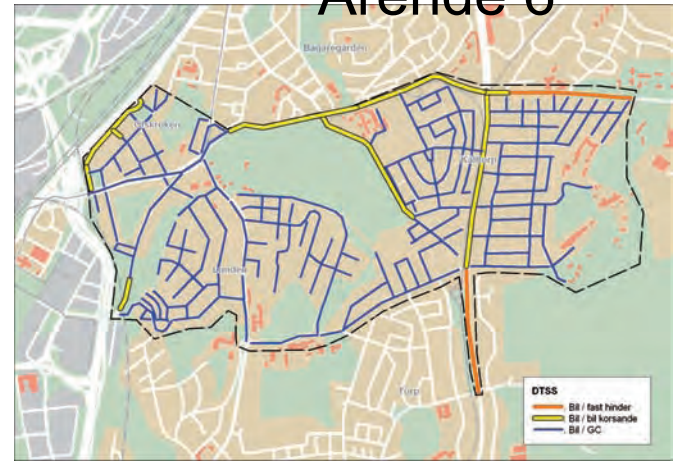 Ärende 6
Bagaregården
Kålltorp
Lunden
Torp
DTSS
Bil / fast hinder
Bil / bil korsande
Bil / GC